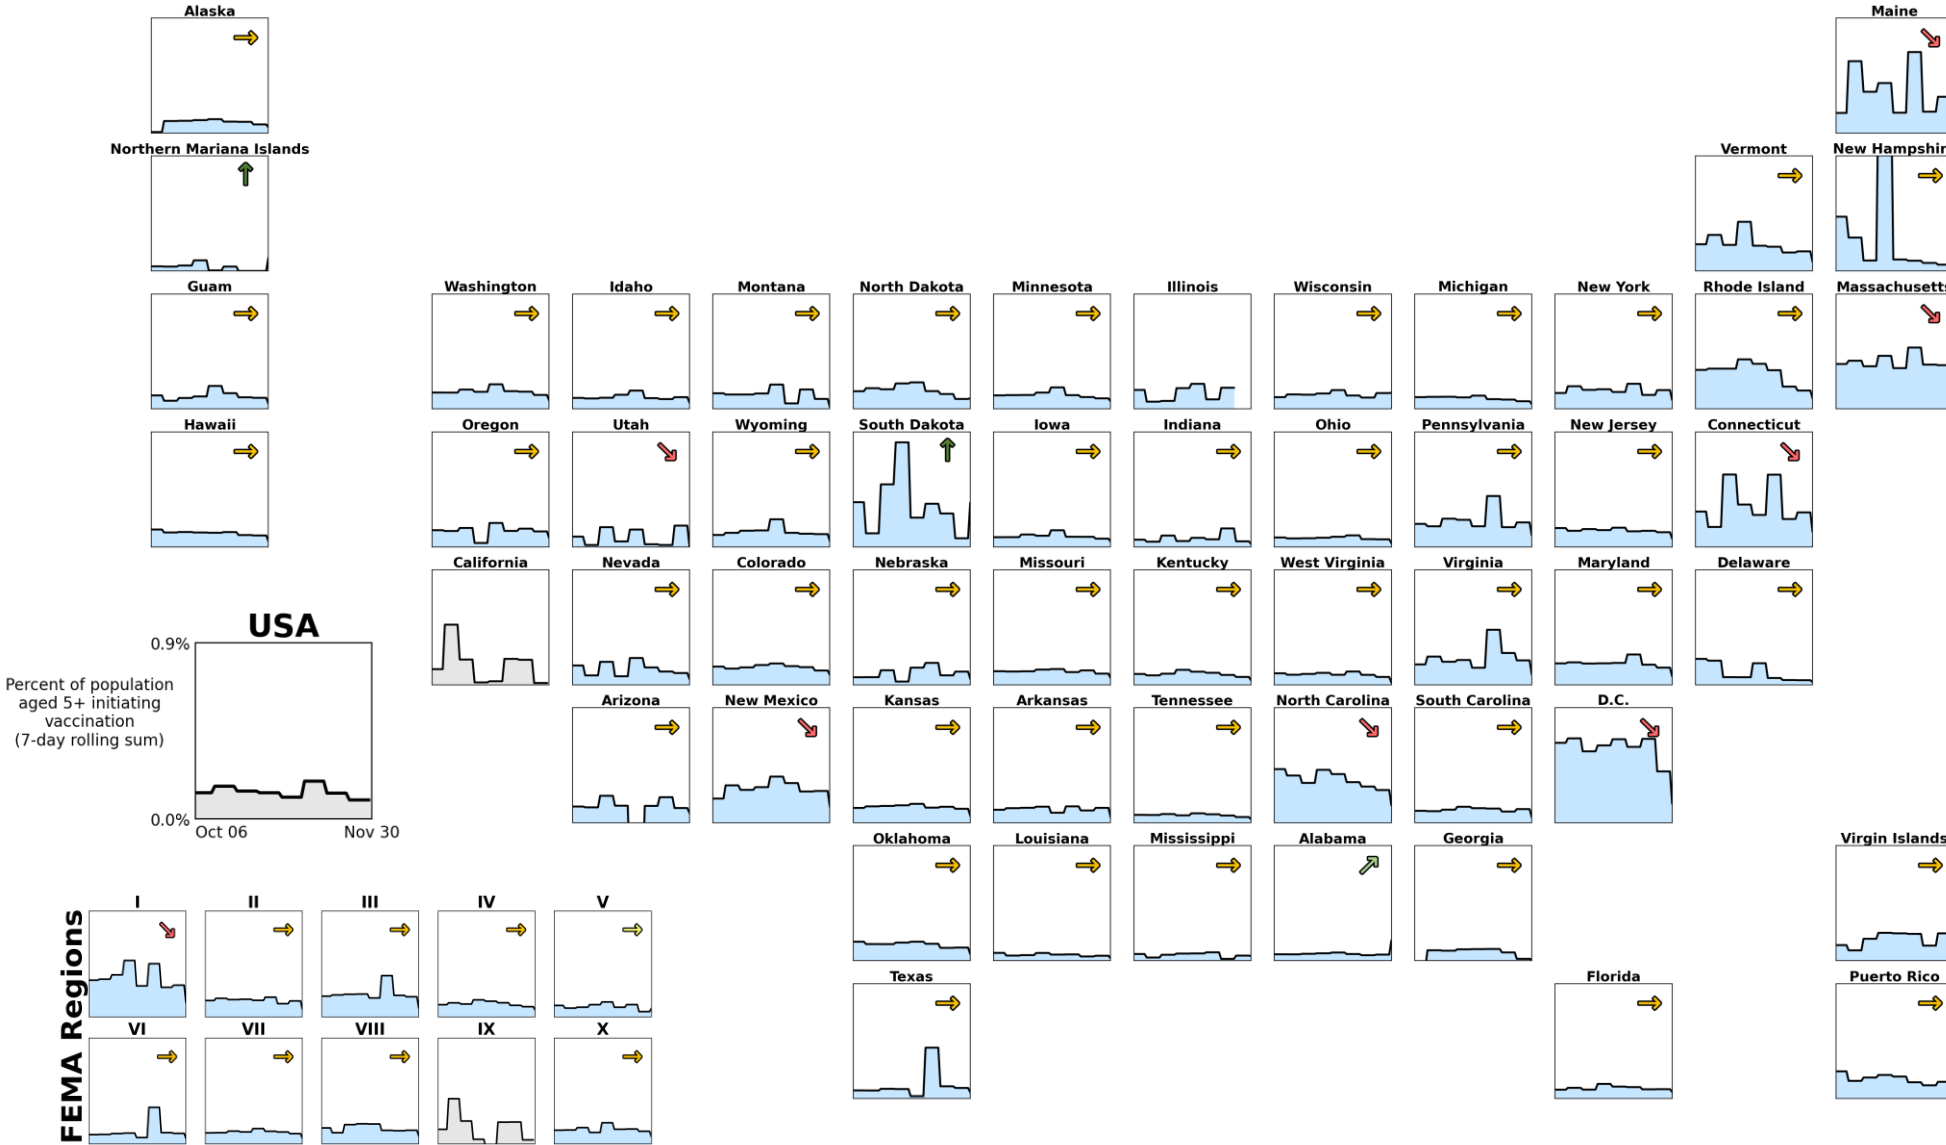 Alaska
Maine
Northern Mariana Islands
Vermont
New Hampshir
Guam
Washington
Idaho
Montana
North Dakota
Minnesota
Illinois
Wisconsin
Michigan
New York
Rhode Island
Massachusetts
Hawaii
Oregon
Utah
Wyoming
South Dakota
Iowa
Indiana
Ohio
Pennsylvania
New Jersey
Connecticut
California
Nevada
Colorado
Nebraska
Missouri
Kentucky
West Virginia
Virginia
Maryland
Delaware
USA
0.9%
Percent of population
aged 5+ initiating
vaccination
(7-day rolling sum)
0.0%
Oct 06
Nov 30
Arizona
New Mexico
Kansas
Arkansas
Tennessee
North Carolina
South Carolina
D.C.
Oklahoma
Louisiana
Mississippi
Alabama
Georgia
Virgin Islands
FEMA Regions
I
II
III
IV
V
VI
VII
VIII
IX
X
Texas
Florida
Puerto Rico